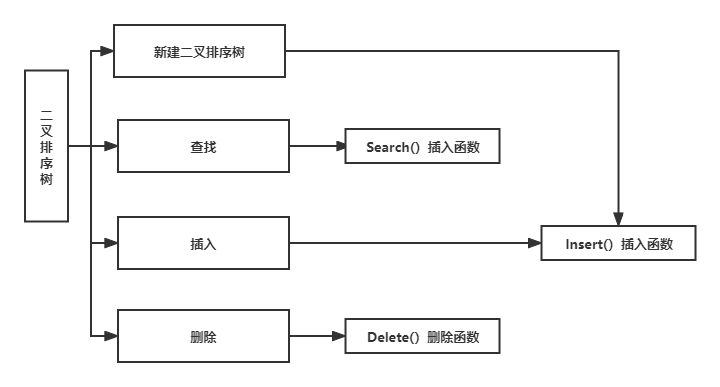 二叉排序树
新建二叉排序树
查找
Search() 插入函数
插入
Insert() 插入函数
删除
Delete() 删除函数